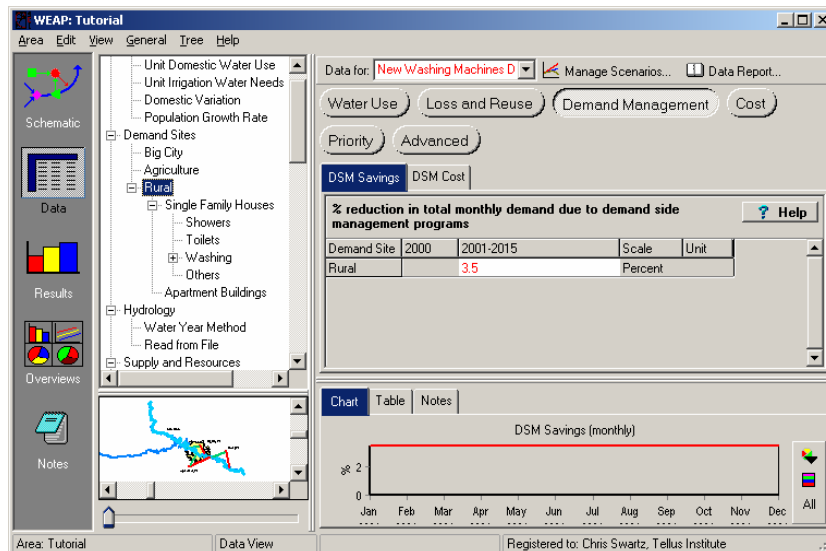 WEAP: Tutorial
Area Edit View General Tree Help
Schematic
Data
Results
Overviews
Notes
Unit Domestic Water Use
Unit Irrigation Water Needs
Domestic Variation
Population Growth Rate
Demand Sites
Big City
Agriculture
Rural
Single Family Houses
Showers
Toilets
Washing
Others
Apartment Buildings
Hydrology
Water Year Method
Read from File
Supply and Resources
Data for: New Washing Machines D Manage Scenarios... Data Report...
Water Use Loss and Reuse Demand Management Cost
Priority Advanced
DSM Savings DSM Cost
% reduction in total monthly demand due to demand side
management programs
? Help
Demand Site 2000 2001-2015 Scale Unit
Rural 3.5 Percent
Chart Table Notes
DSM Savings (monthly)
%
2
0
Jan Feb Mar Apr May Jun Jul Aug Sep Oct Nov Dec
All
Area: Tutorial Data View Registered to: Chris Swartz, Tellus Institute